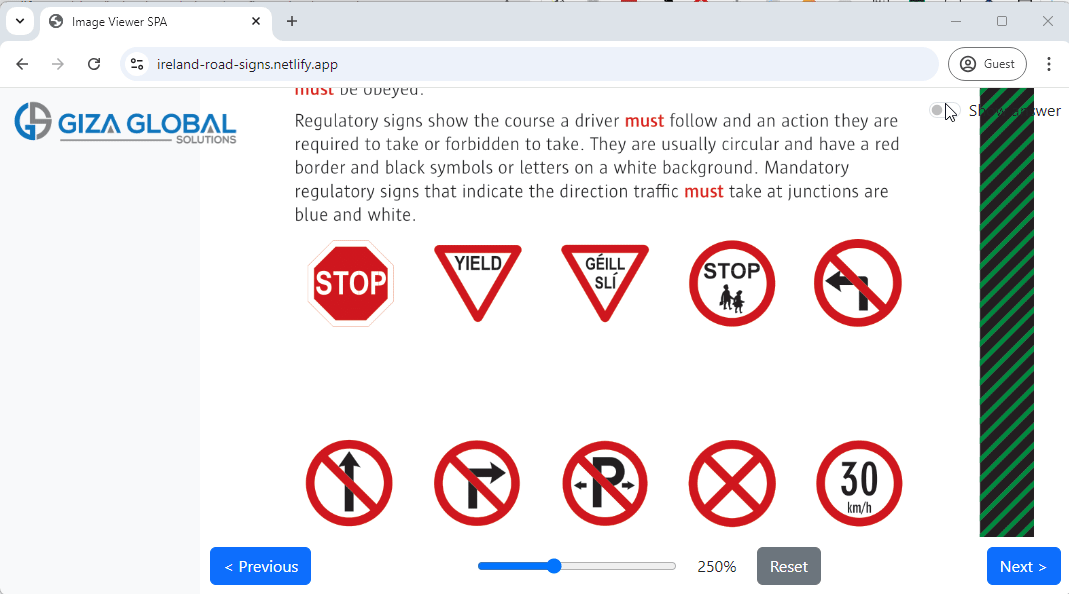 Image Viewer SPA
ireland-road-signs.netlify.app
Guest
GIZA GLOBAL
SOLUTIONS
must be obeyed.
Show answer
Regulatory signs show the course a driver must follow and an action they are
required to take or forbidden to take. They are usually circular and have a red
border and black symbols or letters on a white background. Mandatory
regulatory signs that indicate the direction traffic must take at junctions are
blue and white.
STOP
YIELD
GÉILL
SLÍ
STOP
P
30
km/h
< Previous
250%
Reset
Next >